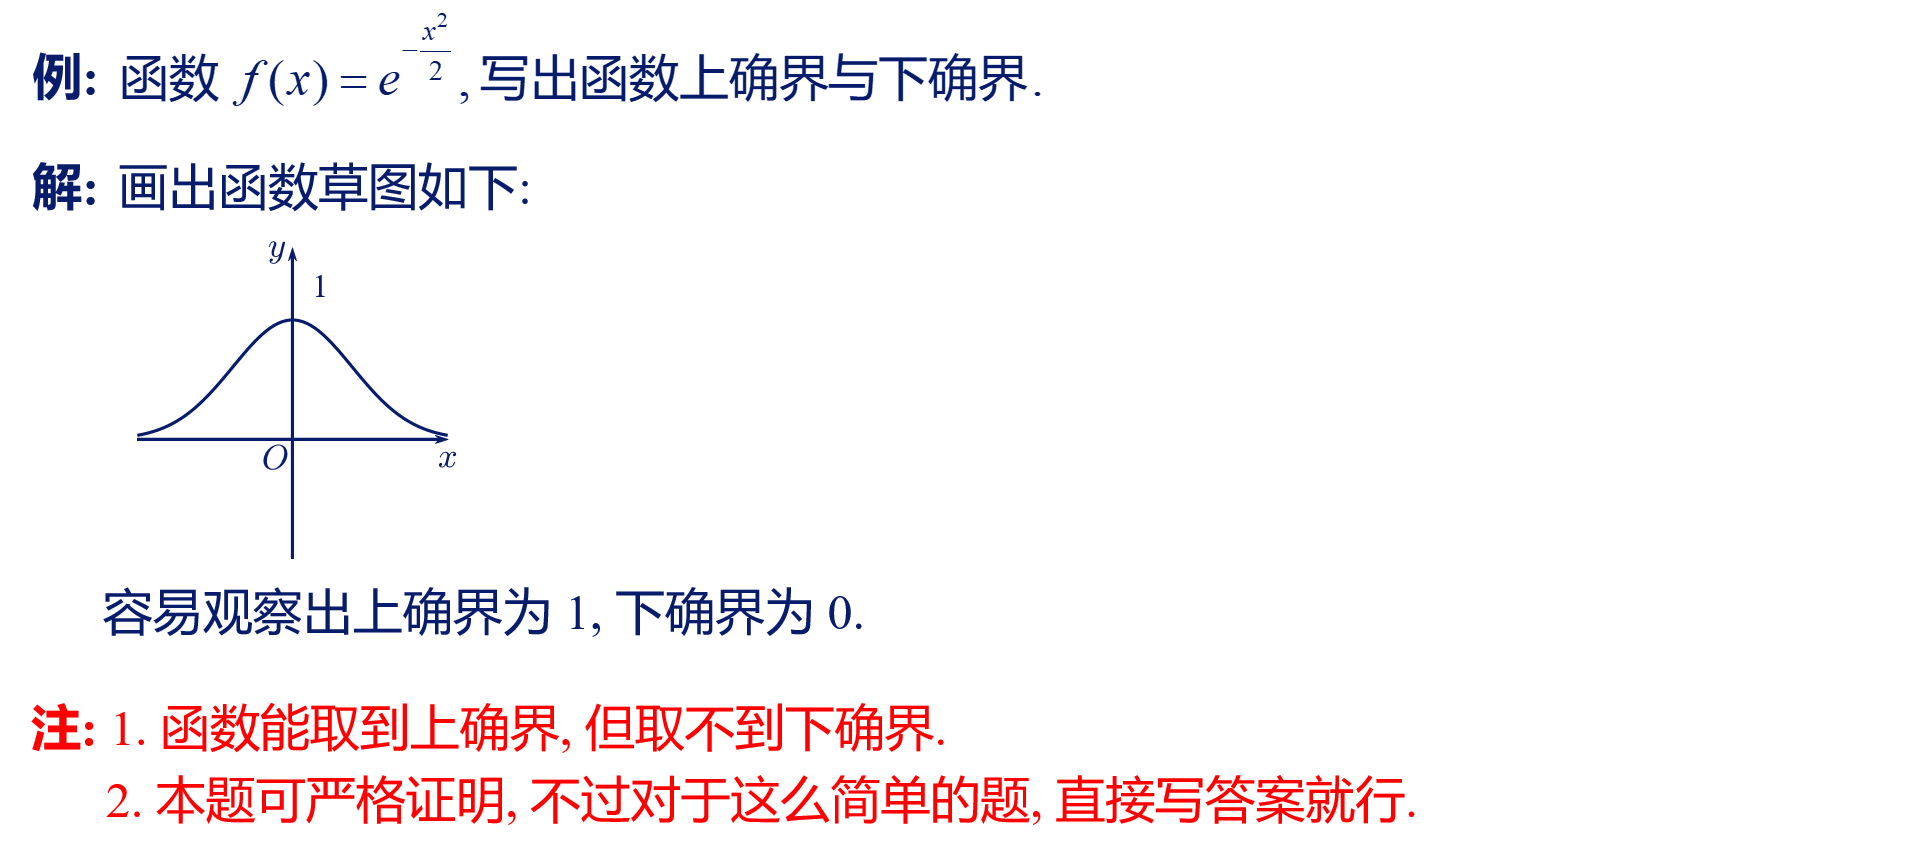 例: 函数 f(x) = e^{-\frac{x^2}{2}}, 写出函数上确界与下确界.
解: 画出函数草图如下:
y
1
O
x
容易观察出上确界为 1, 下确界为 0.
注: 1. 函数能取到上确界, 但取不到下确界.
2. 本题可严格证明, 不过对于这么简单的题, 直接写答案就行.